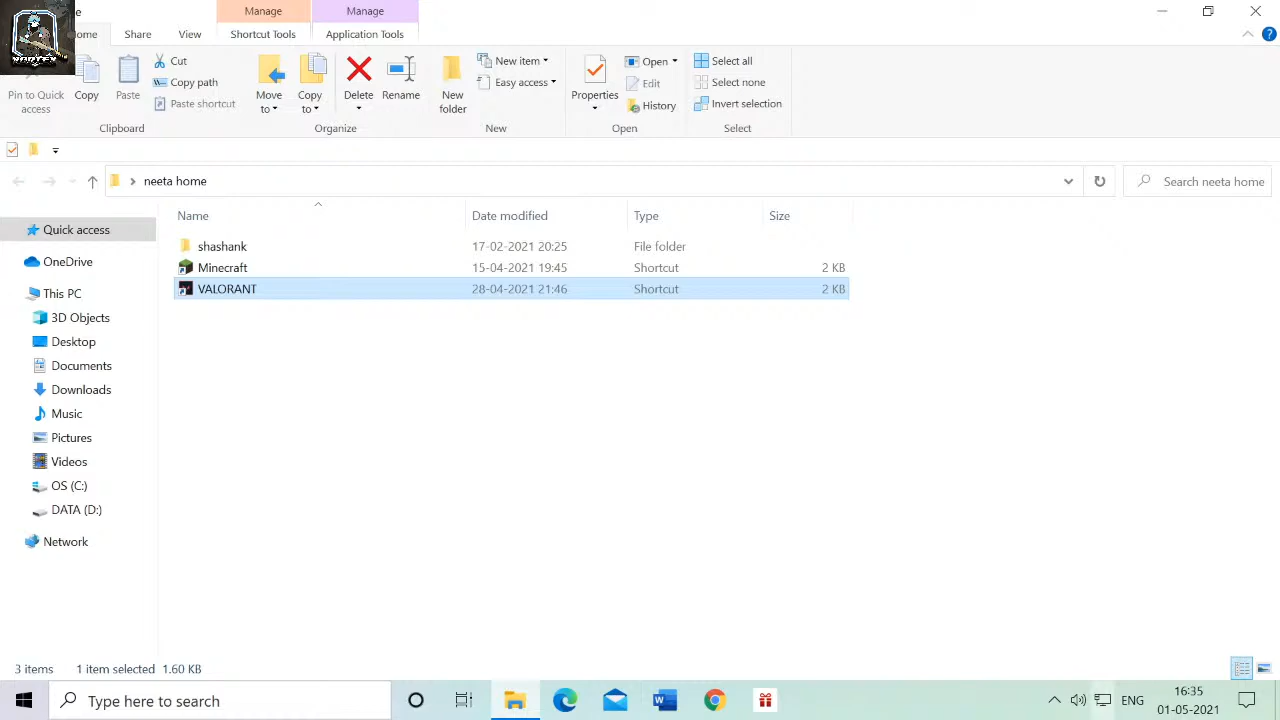 Manage
Manage
Share
View
Shortcut Tools
Application Tools
Pin to Quick access
Copy
Paste
Cut
Copy path
Paste shortcut
Clipboard
Move to
Copy to
Delete
Rename
Organize
New folder
New item
Easy access
New
Properties
Open
Edit
History
Open
Select all
Select none
Invert selection
Select
neeta home
Search neeta home
Name
Date modified
Type
Size
shashank 17-02-2021 20:25 File folder
Minecraft 15-04-2021 19:45 Shortcut 2 KB
VALORANT 28-04-2021 21:46 Shortcut 2 KB
Quick access
OneDrive
This PC
3D Objects
Desktop
Documents
Downloads
Music
Pictures
Videos
OS (C:)
DATA (D:)
Network
3 items 1 item selected 1.60 KB
Type here to search
ENG
16:35
01-05-2021